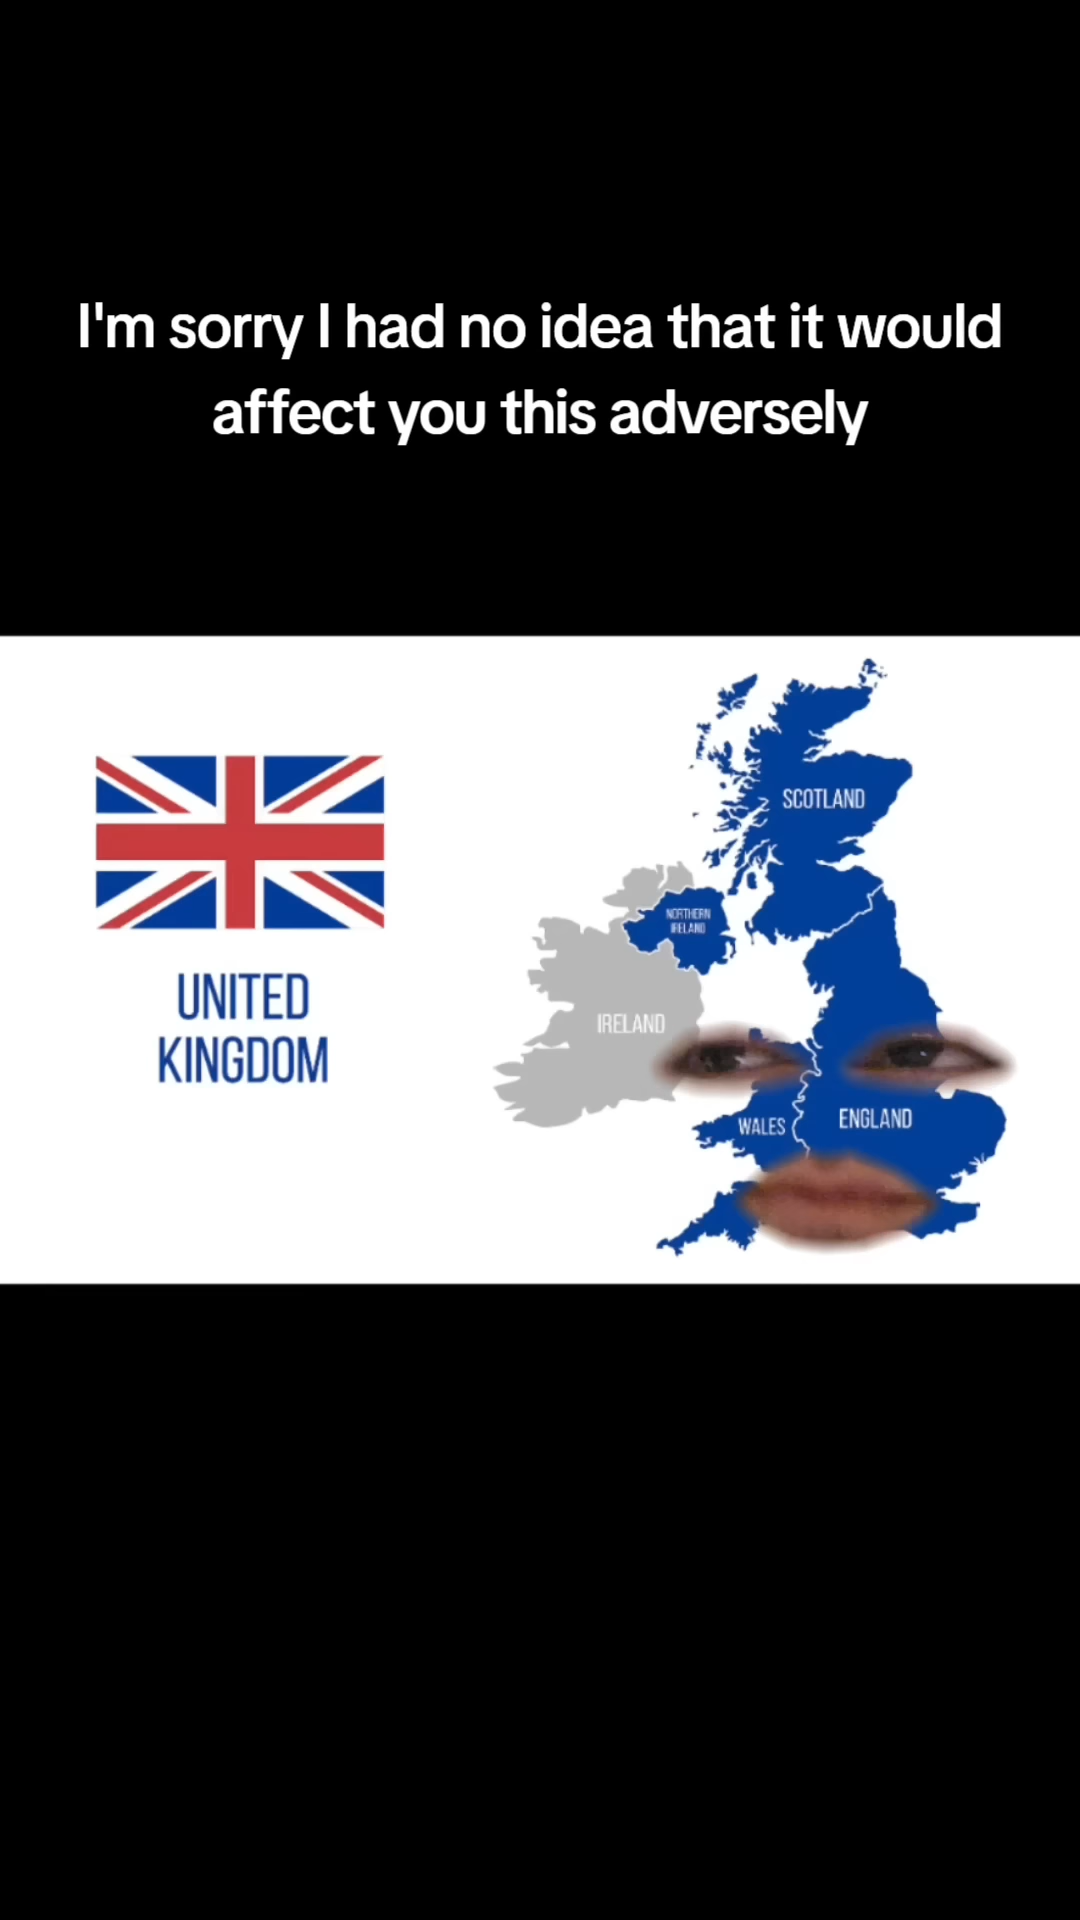 I'm sorry I had no idea that it would
affect you this adversely
UNITED
KINGDOM
SCOTLAND
NORTHERN
IRELAND
IRELAND
WALES
ENGLAND